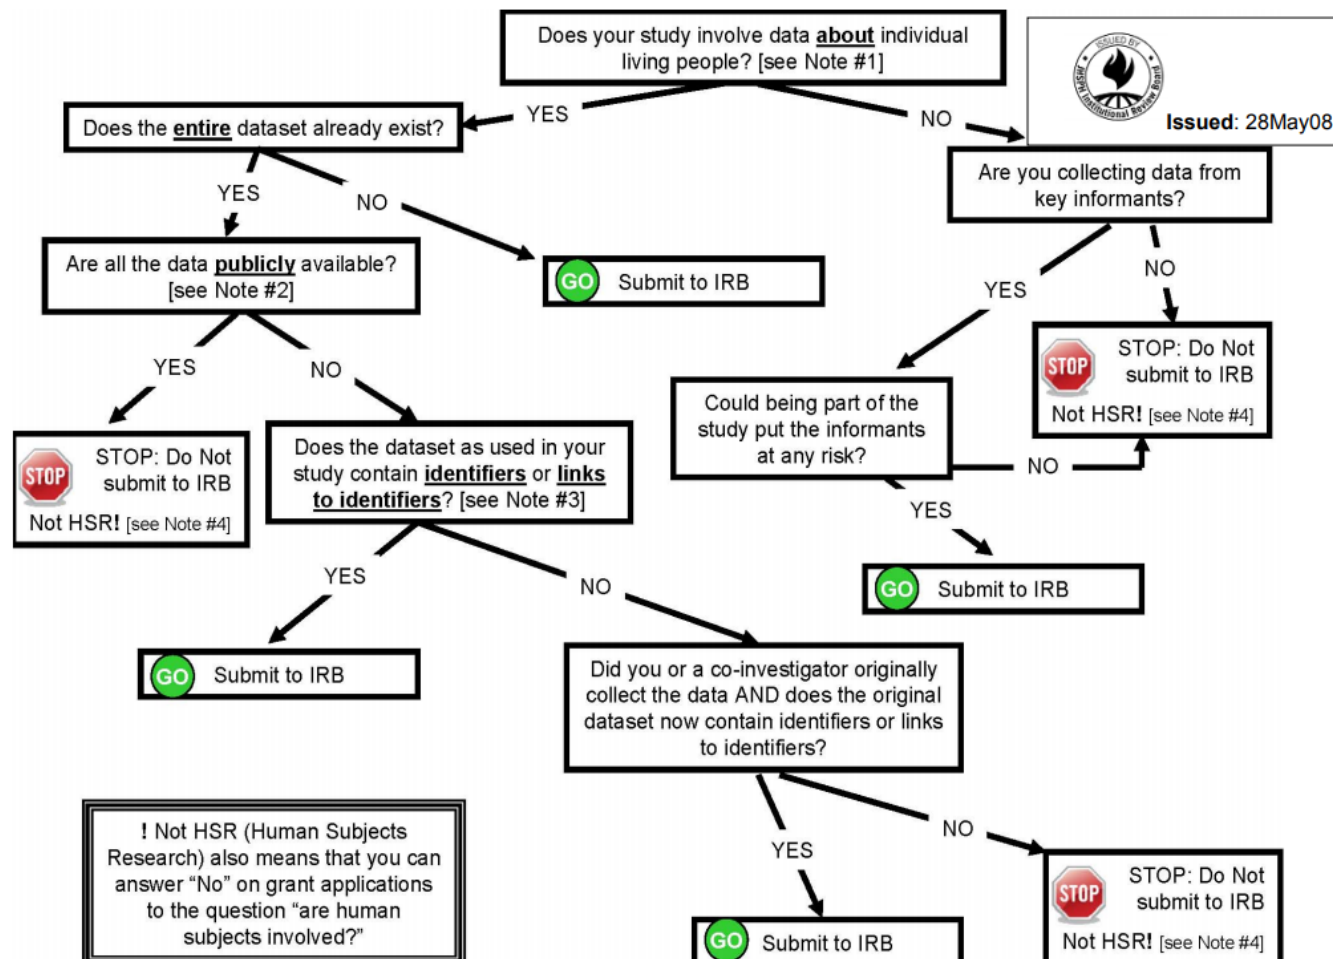 Does your study involve data about individual
living people? [see Note #1]
ISSUED BY
JHSPH Institutional Review Board
Issued: 28May08
YES
NO
Does the entire dataset already exist?
Are you collecting data from
key informants?
YES
NO
Are all the data publicly available?
[see Note #2]
GO
Submit to IRB
YES
NO
YES
NO
STOP
STOP: Do Not
submit to IRB
Not HSR! [see Note #4]
Could being part of the
study put the informants
at any risk?
NO
YES
GO
Submit to IRB
STOP
STOP: Do Not
submit to IRB
Not HSR! [see Note #4]
Does the dataset as used in your
study contain identifiers or links
to identifiers? [see Note #3]
YES
NO
GO
Submit to IRB
Did you or a co-investigator originally
collect the data AND does the original
dataset now contain identifiers or links
to identifiers?
YES
NO
GO
Submit to IRB
STOP
STOP: Do Not
submit to IRB
Not HSR! [see Note #4]
! Not HSR (Human Subjects
Research) also means that you can
answer “No” on grant applications
to the question “are human
subjects involved?”